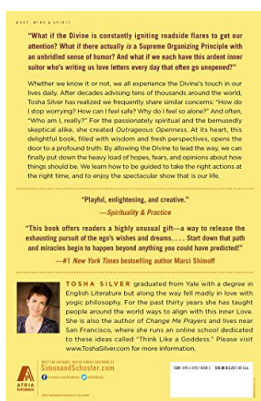 BODY, MIND & SPIRIT
"What if the Divine is constantly igniting roadside flares to get our
attention? What if there actually is a Supreme Organizing Principle with
an unbridled sense of humor? And what if we each have this ardent inner
suitor who's writing us love letters every day that often go unopened?"
Whether we know it or not, we all experience the Divine's touch in our
lives daily. After decades advising tens of thousands around the world,
Tosha Silver has realized we frequently share similar concerns: "How do
I stop worrying? How can I feel safe? Why do I feel so alone?" And often,
"Who am I, really?" For the passionately spiritual and the bemusedly
skeptical alike, she created Outrageous Openness. At its heart, this
delightful book, filled with wisdom and fresh perspectives, opens the
door to a profound truth: By allowing the Divine to lead the way, we can
finally put down the heavy load of hopes, fears, and opinions about how
things should be. We learn how to be guided to take the right actions at
the right time, and to enjoy the spectacular show that is our life.
"Playful, enlightening, and creative."
—Spirituality & Practice
"This book offers readers a highly unusual gift—a way to release the
exhausting pursuit of the ego's wishes and dreams. . . . Start down that path
and miracles begin to happen beyond anything you could have predicted!"
—#1 New York Times bestselling author Marci Shimoff
TOSHA SILVER graduated from Yale with a degree in
English Literature but along the way fell madly in love with
yogic philosophy. For the past thirty years she has taught
people around the world ways to align with this inner Love.
She is also the author of Change Me Prayers and lives near
San Francisco, where she runs an online school dedicated
to these ideas called "Think Like a Goddess." Please visit
www.ToshaSilver.com for more information.
MEET THE AUTHORS, WATCH VIDEOS AND MORE AT
SimonandSchuster.com
ATRIA
PAPERBACK